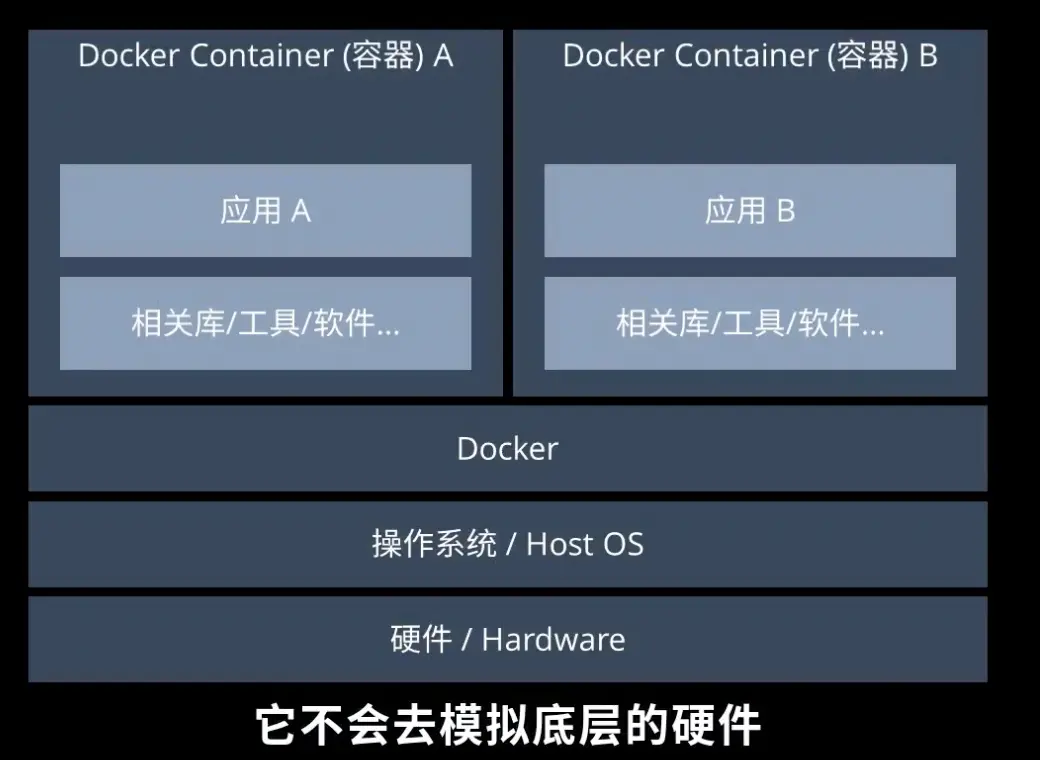 Docker Container (容器) A
Docker Container (容器) B
应用 A
应用 B
相关库/工具/软件...
相关库/工具/软件...
Docker
操作系统 / Host OS
硬件 / Hardware
它不会去模拟底层的硬件